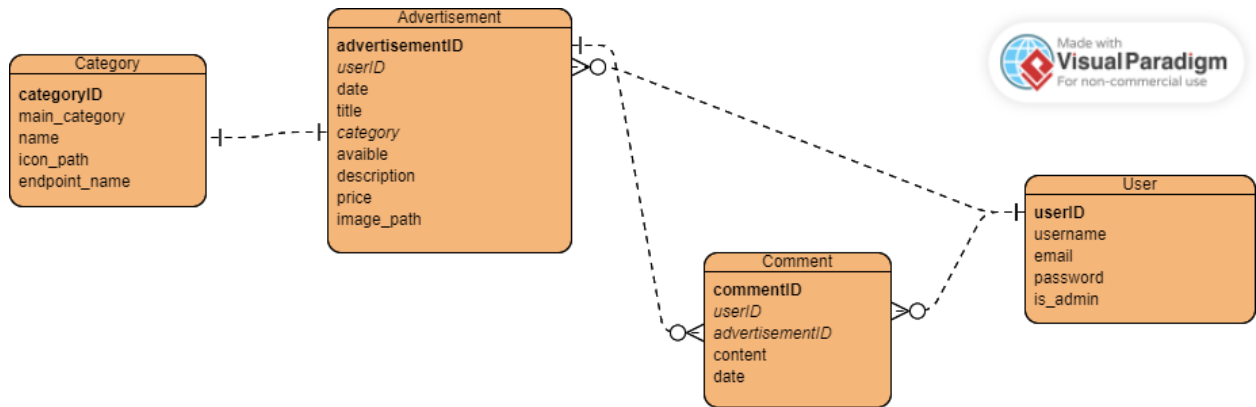 Category
categoryID
main_category
name
icon_path
endpoint_name
Advertisement
advertisementID
userID
date
title
category
avaible
description
price
image_path
Comment
commentID
userID
advertisementID
content
date
User
userID
username
email
password
is_admin
Made with
Visual Paradigm
For non-commercial use